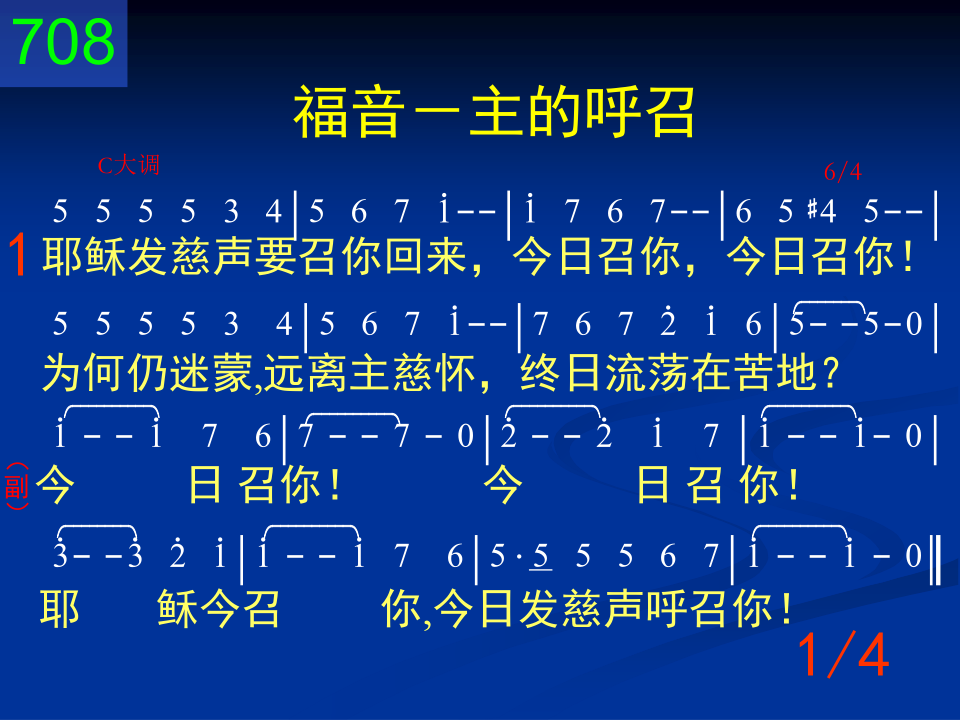 708
福音－主的呼召
C大调
6/4
5 5 5 5 3 4|5 6 7 i̇--|i̇ 7 6 7--|6 5 ♯4 5--|
1 耶稣发慈声要召你回来，今日召你，今日召你！
5 5 5 5 3 4|5 6 7 i̇--|7 6 7 2̇ i̇ 6|5--5-0|
为何仍迷蒙,远离主慈怀，终日流荡在苦地？
i̇--i̇ 7 6|7--7-0|2̇--2̇ i̇ 7|i̇--i̇-0|
（副）今 日 召你！ 今 日 召 你！
3̇--3̇ 2̇ i̇|i̇--i̇ 7 6|5·5̲ 5 5 6 7|i̇--i̇-0‖
耶 稣今召 你,今日发慈声呼召你！
1/4